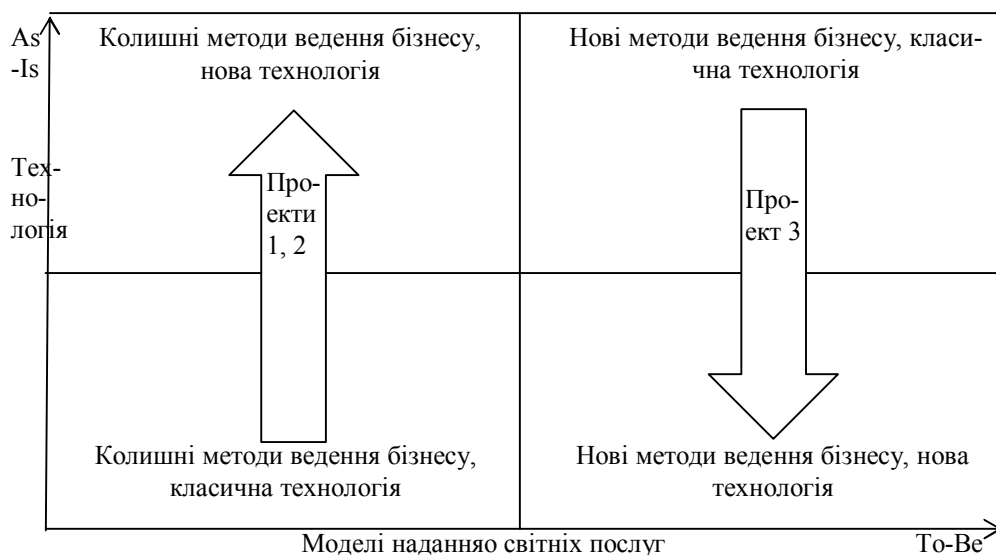 As
-Is
Колишні методи ведення бізнесу,
нова технологія
Нові методи ведення бізнесу, класи-
чна технологія
Тех-
но-
логія
Про-
екти
1, 2
Про-
ект 3
Колишні методи ведення бізнесу,
класична технологія
Нові методи ведення бізнесу, нова
технологія
Моделі наданняо світніх послуг
To-Be